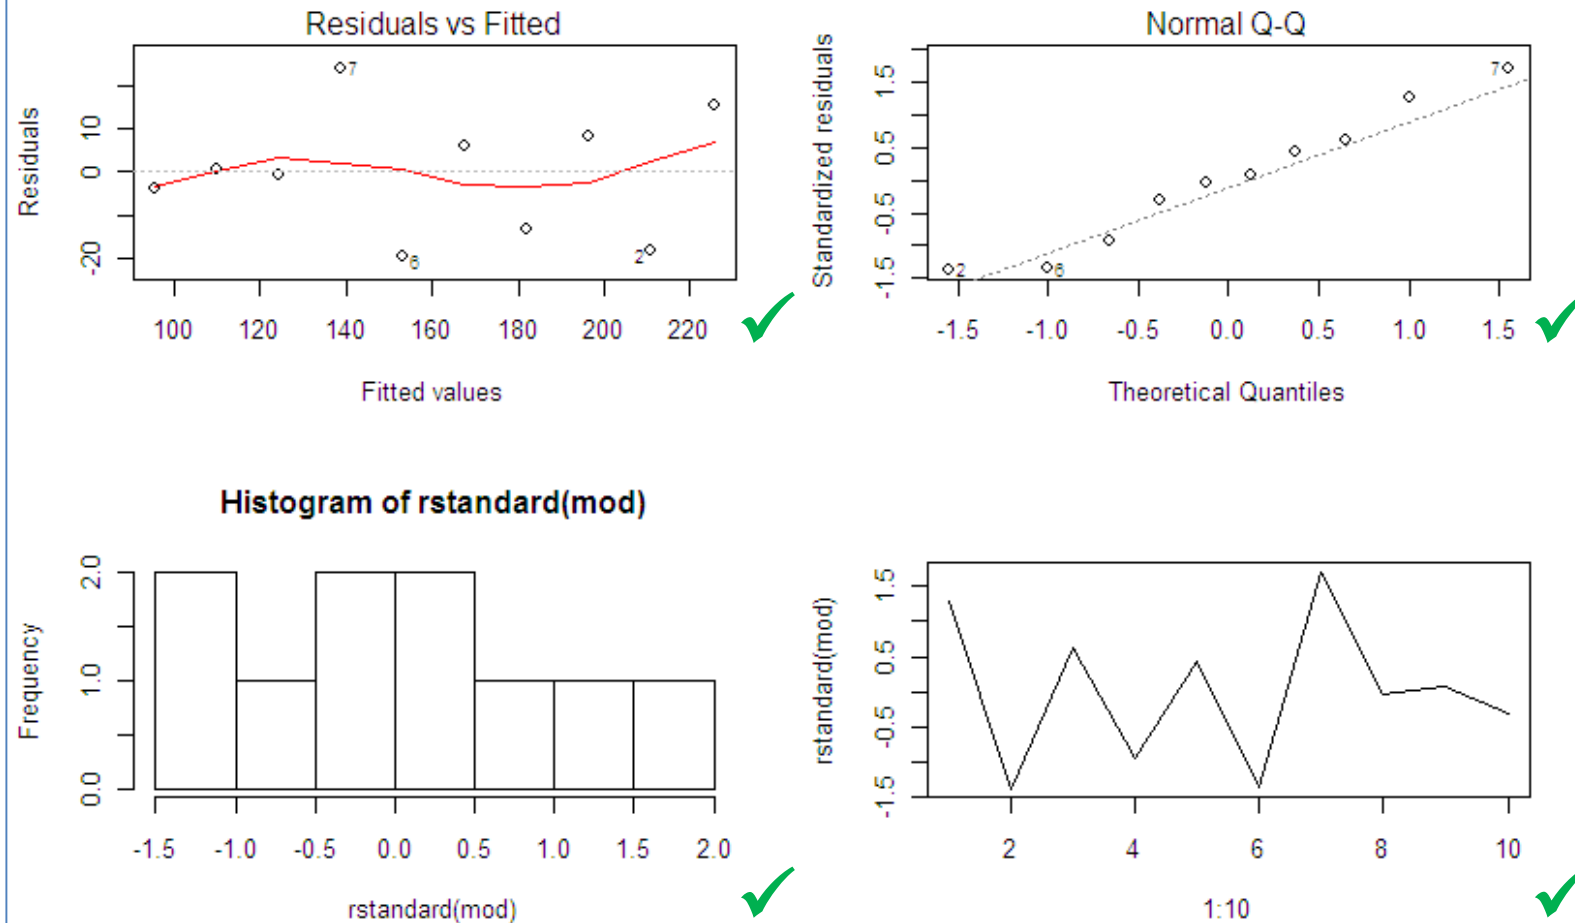 Residuals vs Fitted
Residuals
10
0
-20
7
6
2
100 120 140 160 180 200 220
Fitted values
Normal Q-Q
Standardized residuals
1.5
0.5
-0.5
-1.5
7
2
6
-1.5 -1.0 -0.5 0.0 0.5 1.0 1.5
Theoretical Quantiles
Histogram of rstandard(mod)
Frequency
2.0
1.0
0.0
-1.5 -1.0 -0.5 0.0 0.5 1.0 1.5 2.0
rstandard(mod)
rstandard(mod)
1.5
0.5
-0.5
-1.5
2 4 6 8 10
1:10